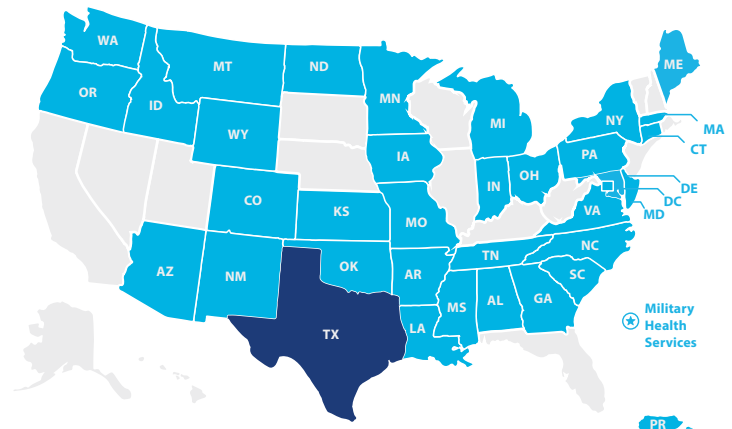 WA
MT
ND
MN
ME
OR
ID
WY
MI
NY
MA
CT
IA
PA
OH
IN
DE
DC
MD
CO
KS
MO
VA
NC
TN
SC
AZ
NM
OK
AR
MS
AL
GA
LA
TX
Military
Health
Services
PR